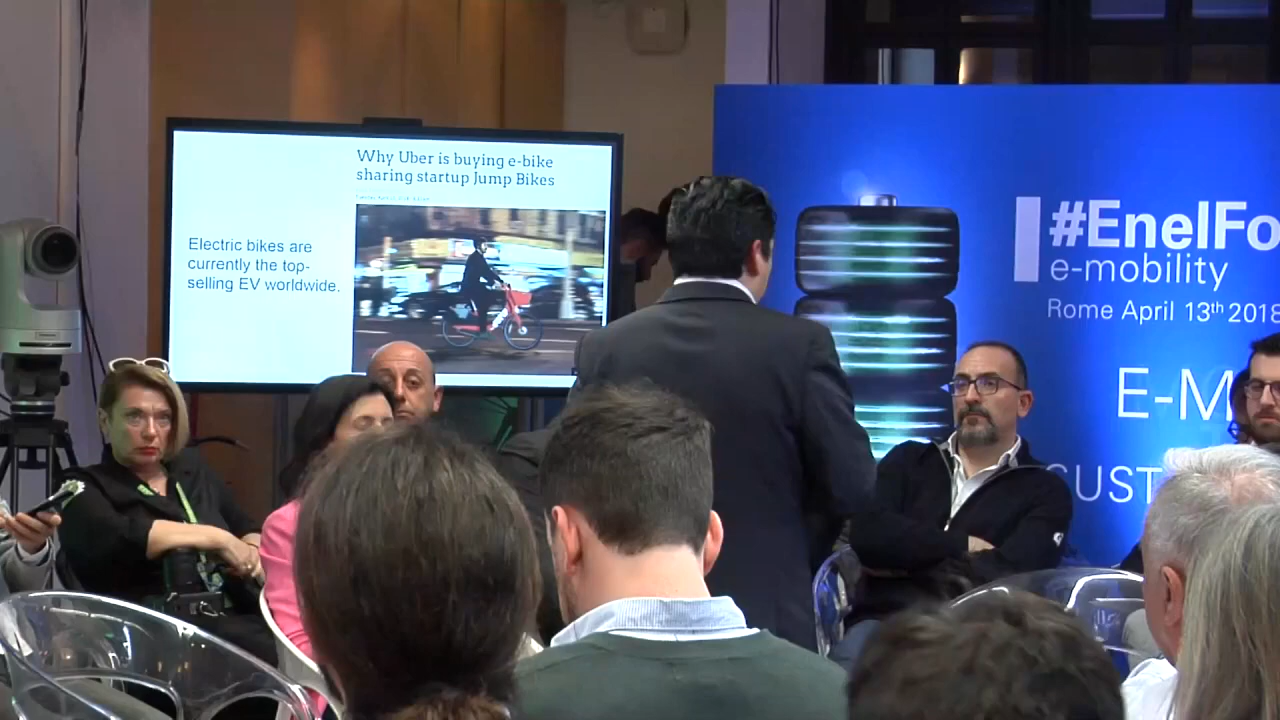 Why Uber is buying e-bike
sharing startup Jump Bikes
Electric bikes are
currently the top-
selling EV worldwide.
#EnelFo
e-mobility
Rome April 13th 2018
E-M
CUST